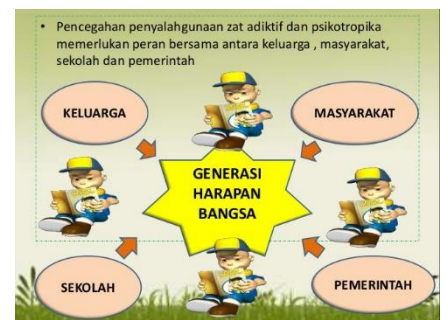 • Pencegahan penyalahgunaan zat adiktif dan psikotropika
memerlukan peran bersama antara keluarga , masyarakat,
sekolah dan pemerintah
KELUARGA
MASYARAKAT
GENERASI
HARAPAN
BANGSA
SEKOLAH
PEMERINTAH